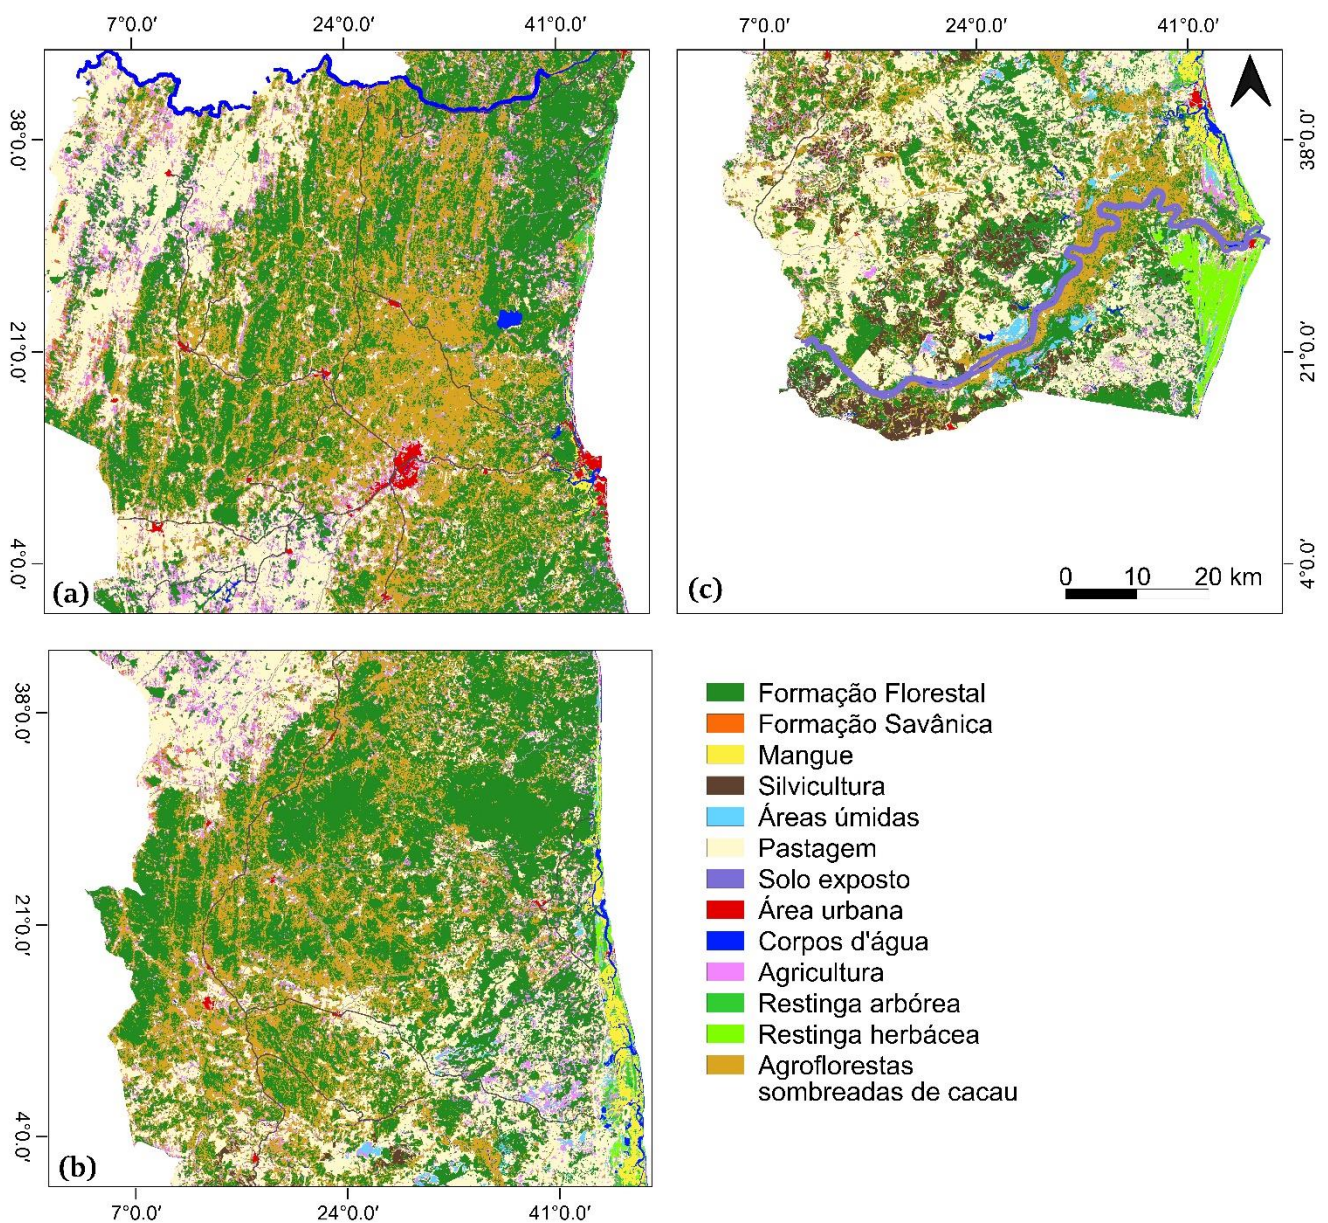 7°0.0'
24°0.0'
41°0.0'
7°0.0'
24°0.0'
41°0.0'
38°0.0'
21°0.0'
4°0.0'
(a)
38°0.0'
21°0.0'
4°0.0'
(c)
0 10 20 km
38°0.0'
21°0.0'
4°0.0'
(b)
7°0.0'
24°0.0'
41°0.0'
Formação Florestal
Formação Savânica
Mangue
Silvicultura
Áreas úmidas
Pastagem
Solo exposto
Área urbana
Corpos d'água
Agricultura
Restinga arbórea
Restinga herbácea
Agroflorestas
sombreadas de cacau